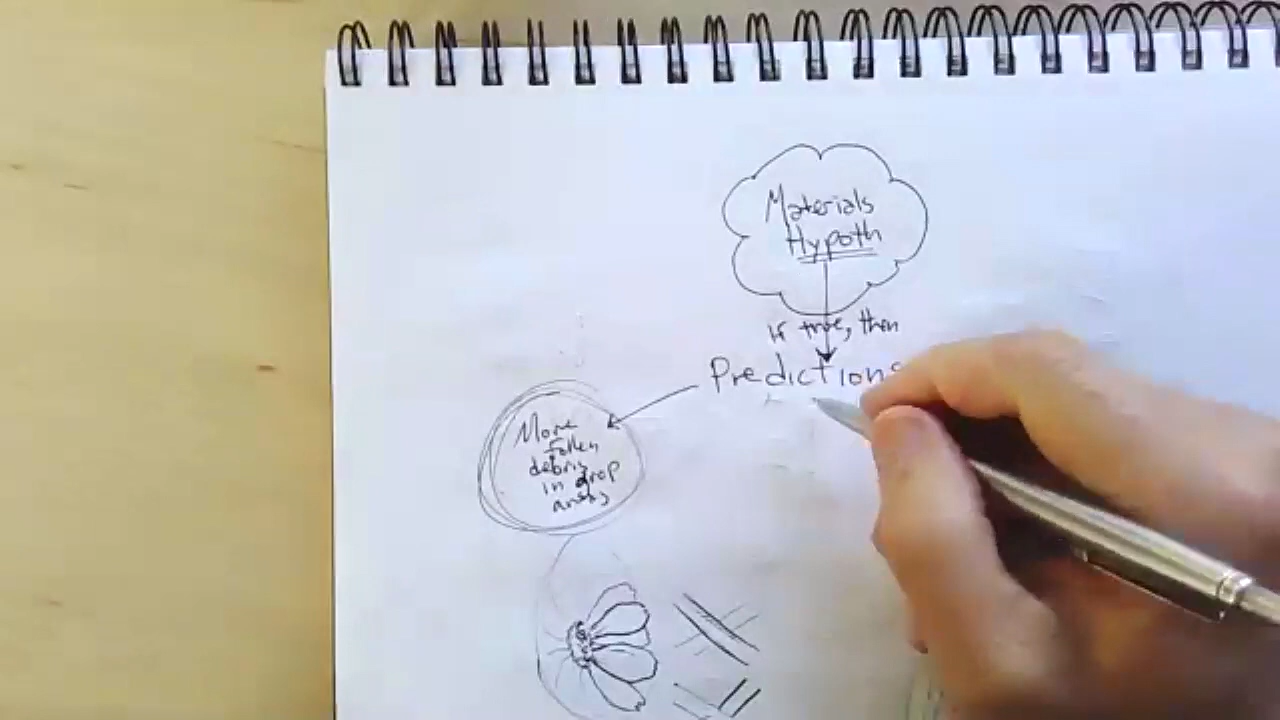 Materials
Hypoth
if true, then
Predictions
More
fallen
debris
in drop
areas